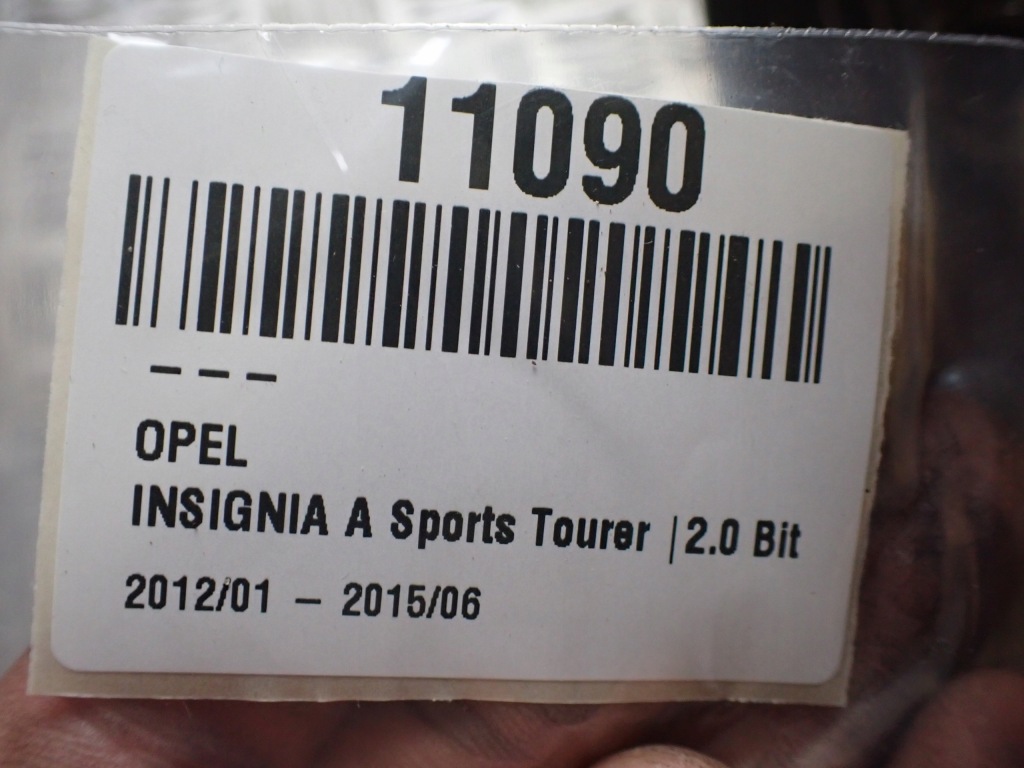 11090
– – –
OPEL
INSIGNIA A Sports Tourer |2.0 Bit
2012/01 – 2015/06